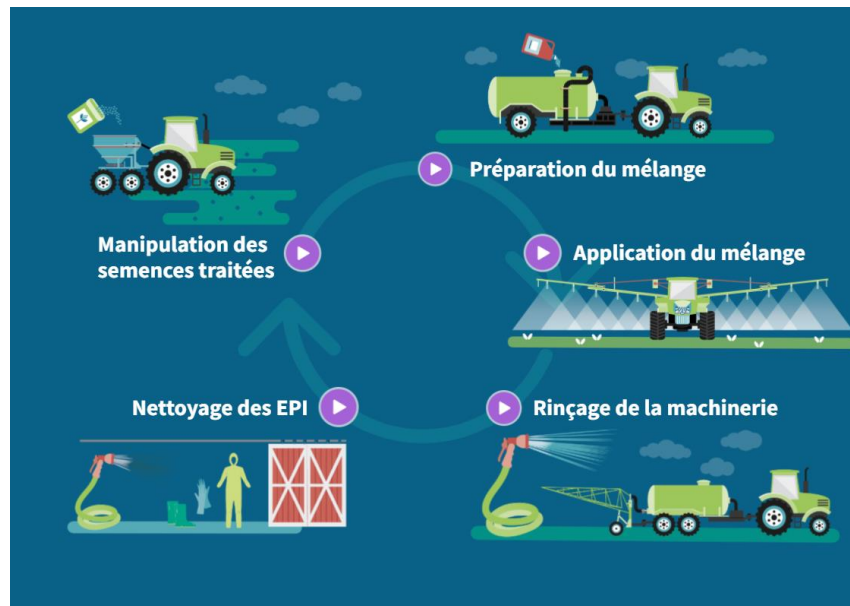 Préparation du mélange
Manipulation des
semences traitées
Application du mélange
Nettoyage des EPI
Rinçage de la machinerie